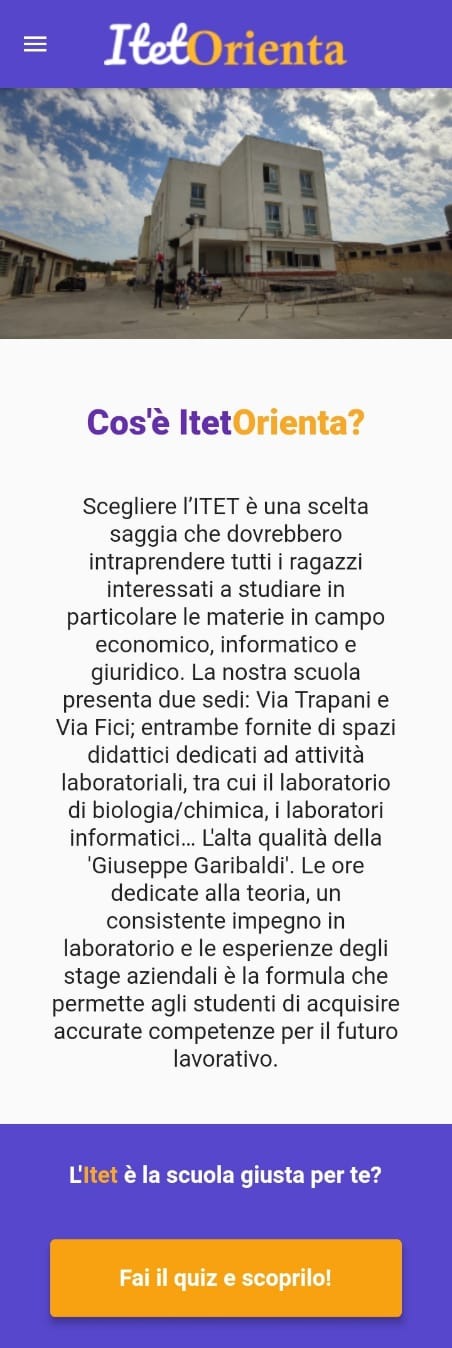 ItetOrienta
Cos'è ItetOrienta?
Scegliere l’ITET è una scelta
saggia che dovrebbero
intraprendere tutti i ragazzi
interessati a studiare in
particolare le materie in campo
economico, informatico e
giuridico. La nostra scuola
presenta due sedi: Via Trapani e
Via Fici; entrambe fornite di spazi
didattici dedicati ad attività
laboratoriali, tra cui il laboratorio
di biologia/chimica, i laboratori
informatici... L'alta qualità della
'Giuseppe Garibaldi'. Le ore
dedicate alla teoria, un
consistente impegno in
laboratorio e le esperienze degli
stage aziendali è la formula che
permette agli studenti di acquisire
accurate competenze per il futuro
lavorativo.
L'Itet è la scuola giusta per te?
Fai il quiz e scoprilo!